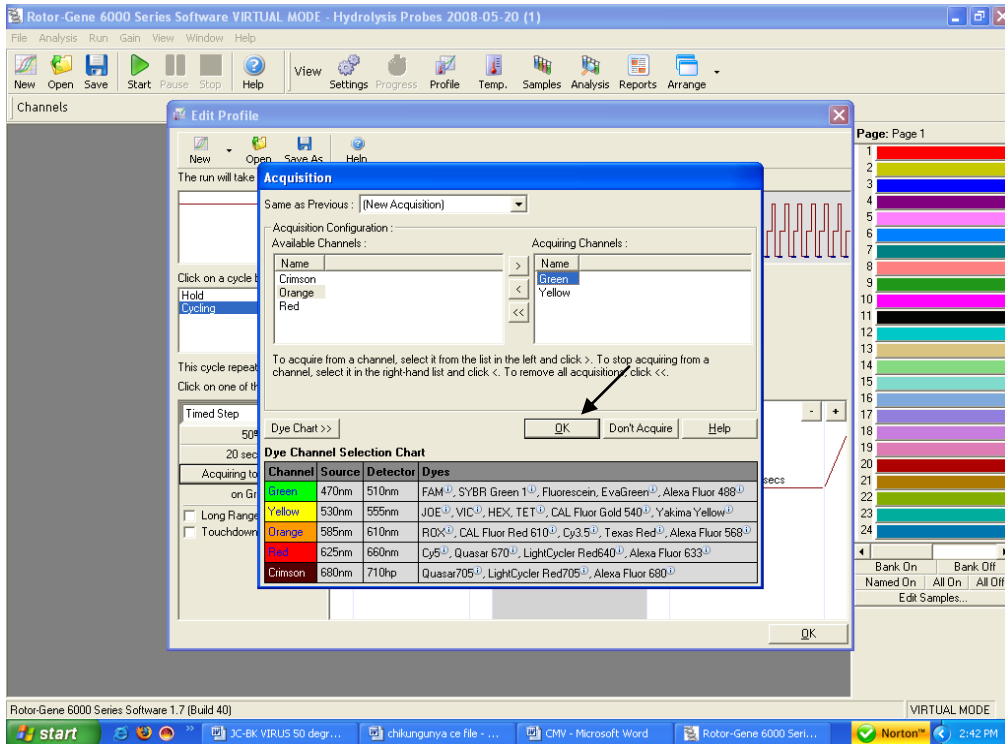 Rotor-Gene 6000 Series Software VIRTUAL MODE - Hydrolysis Probes 2008-05-20 (1)
File Analysis Run Gain View Window Help
New Open Save Start Pause Stop Help View Settings Progress Profile Temp. Samples Analysis Reports Arrange
Channels
Edit Profile
Page: Page 1
New Open Save As Help
The run will take
Acquisition
Same as Previous : (New Acquisition)
Acquisition Configuration :
Available Channels :
Acquiring Channels :
Name
Crimson
Orange
Red
>
<
<<
Name
Green
Yellow
To acquire from a channel, select it from the list in the left and click >. To stop acquiring from a
channel, select it in the right-hand list and click <. To remove all acquisitions, click <<.
Dye Chart >> OK Don't Acquire Help
Dye Channel Selection Chart
Channel Source Detector Dyes
Green 470nm 510nm FAM, SYBR Green 1, Fluorescein, EvaGreen, Alexa Fluor 488
Yellow 530nm 555nm JOE, VIC, HEX, TET, CAL Fluor Gold 540, Yakima Yellow
Orange 585nm 610nm ROX, CAL Fluor Red 610, Cy3.5, Texas Red, Alexa Fluor 568
Red 625nm 660nm Cy5, Quasar 670, LightCycler Red640, Alexa Fluor 633
Crimson 680nm 710hp Quasar705, LightCycler Red705, Alexa Fluor 680
Click on a cycle b
Hold
Cycling
This cycle repeat
Click on one of th
Timed Step
50º
20 sec
Acquiring to
on Gr
Long Range
Touchdown
- +
secs
OK
1
2
3
4
5
6
7
8
9
10
11
12
13
14
15
16
17
18
19
20
21
22
23
24
Bank On Bank Off
Named On All On All Off
Edit Samples...
Rotor-Gene 6000 Series Software 1.7 (Build 40)
VIRTUAL MODE
start JC-BK VIRUS 50 degr... chikungunya ce file - ... CMV - Microsoft Word Rotor-Gene 6000 Seri... Norton™ 2:42 PM